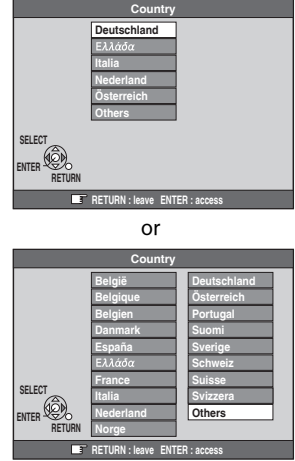 Country
Deutschland
Ελλάδα
Italia
Nederland
Österreich
Others
SELECT
ENTER
RETURN
RETURN : leave ENTER : access
or
Country
België
Belgique
Belgien
Danmark
España
Ελλάδα
France
Italia
Nederland
Norge
Deutschland
Österreich
Portugal
Suomi
Sverige
Schweiz
Suisse
Svizzera
Others
SELECT
ENTER
RETURN
RETURN : leave ENTER : access